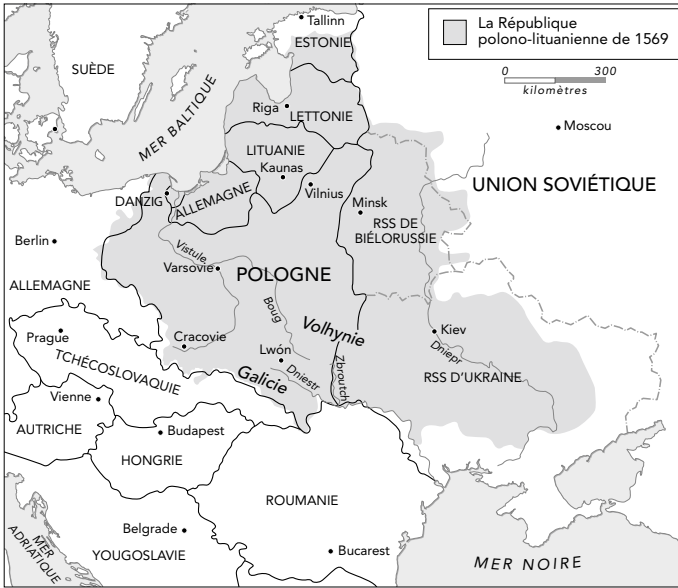 Tallinn
La République
polono-lituanienne de 1569
ESTONIE
SUÈDE
0 300
kilomètres
MER BALTIQUE
Riga
LETTONIE
Moscou
LITUANIE
Kaunas
UNION SOVIÉTIQUE
DANZIG
ALLEMAGNE
Vilnius
Minsk
RSS DE
BIÉLORUSSIE
Berlin
Vistule
Varsovie
POLOGNE
ALLEMAGNE
Boug
Volhynie
Kiev
Prague
Cracovie
Lwón
Dniepr
TCHÉCOSLOVAQUIE
Galicie
Dniestr
Zbroutch
RSS D'UKRAINE
Vienne
AUTRICHE
Budapest
HONGRIE
ROUMANIE
Belgrade
MER
ADRIATIQUE
YOUGOSLAVIE
Bucarest
MER NOIRE